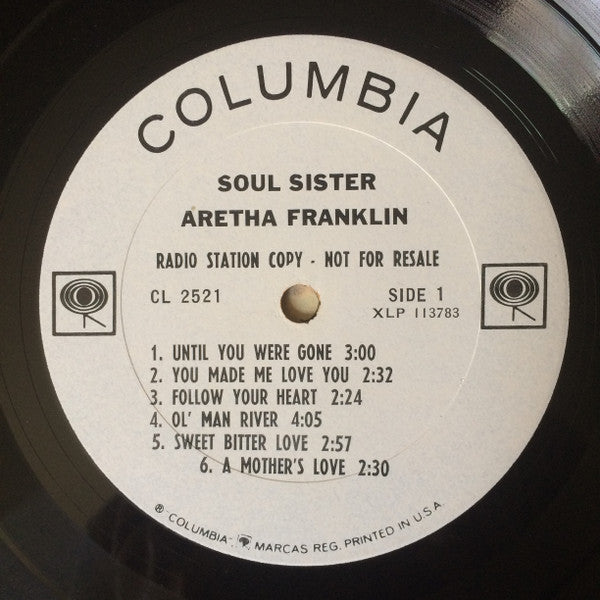 COLUMBIA
SOUL SISTER
ARETHA FRANKLIN
RADIO STATION COPY - NOT FOR RESALE
CL 2521
SIDE 1
XLP 113783
1. UNTIL YOU WERE GONE 3:00
2. YOU MADE ME LOVE YOU 2:32
3. FOLLOW YOUR HEART 2:24
4. OL' MAN RIVER 4:05
5. SWEET BITTER LOVE 2:57
6. A MOTHER'S LOVE 2:30
® COLUMBIA MARCAS REG. PRINTED IN U.S.A.